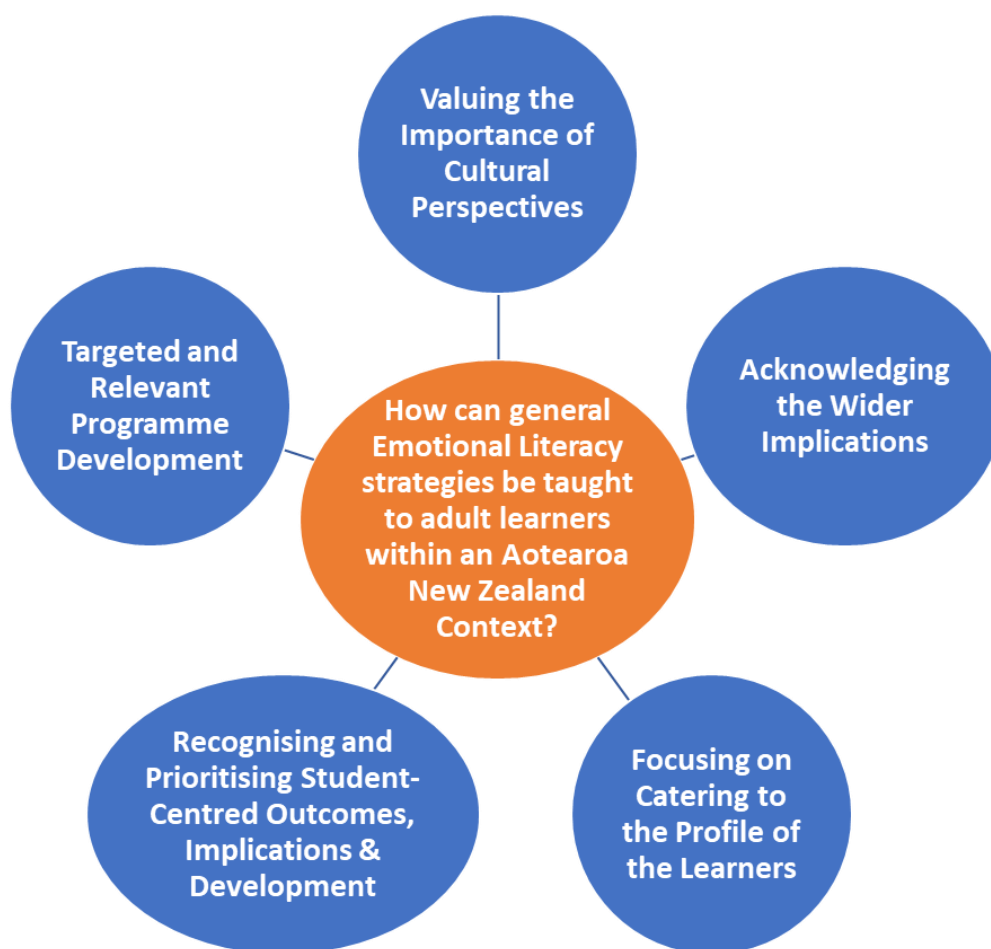 Valuing the
Importance of
Cultural
Perspectives
Targeted and
Relevant
Programme
Development
Acknowledging
the Wider
Implications
How can general
Emotional Literacy
strategies be taught
to adult learners
within an Aotearoa
New Zealand
Context?
Recognising and
Prioritising Student-
Centred Outcomes,
Implications &
Development
Focusing on
Catering to
the Profile of
the Learners